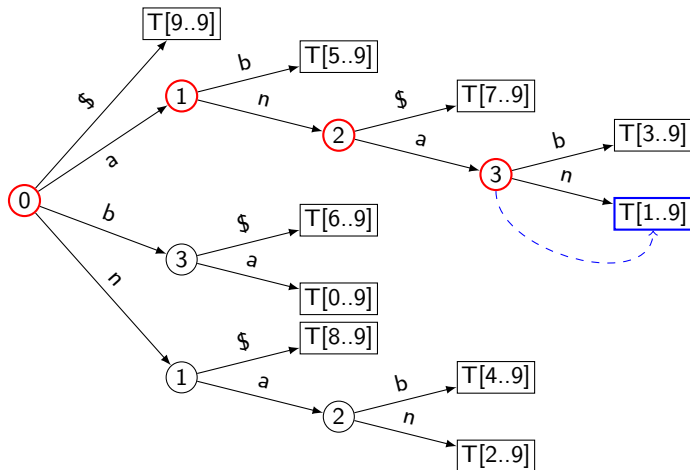 T[9..9]
b
T[5..9]
$
1
n
$
T[7..9]
a
2
a
b
T[3..9]
3
n
0
T[1..9]
b
$
T[6..9]
3
a
n
T[0..9]
$
T[8..9]
1
a
b
T[4..9]
2
n
T[2..9]